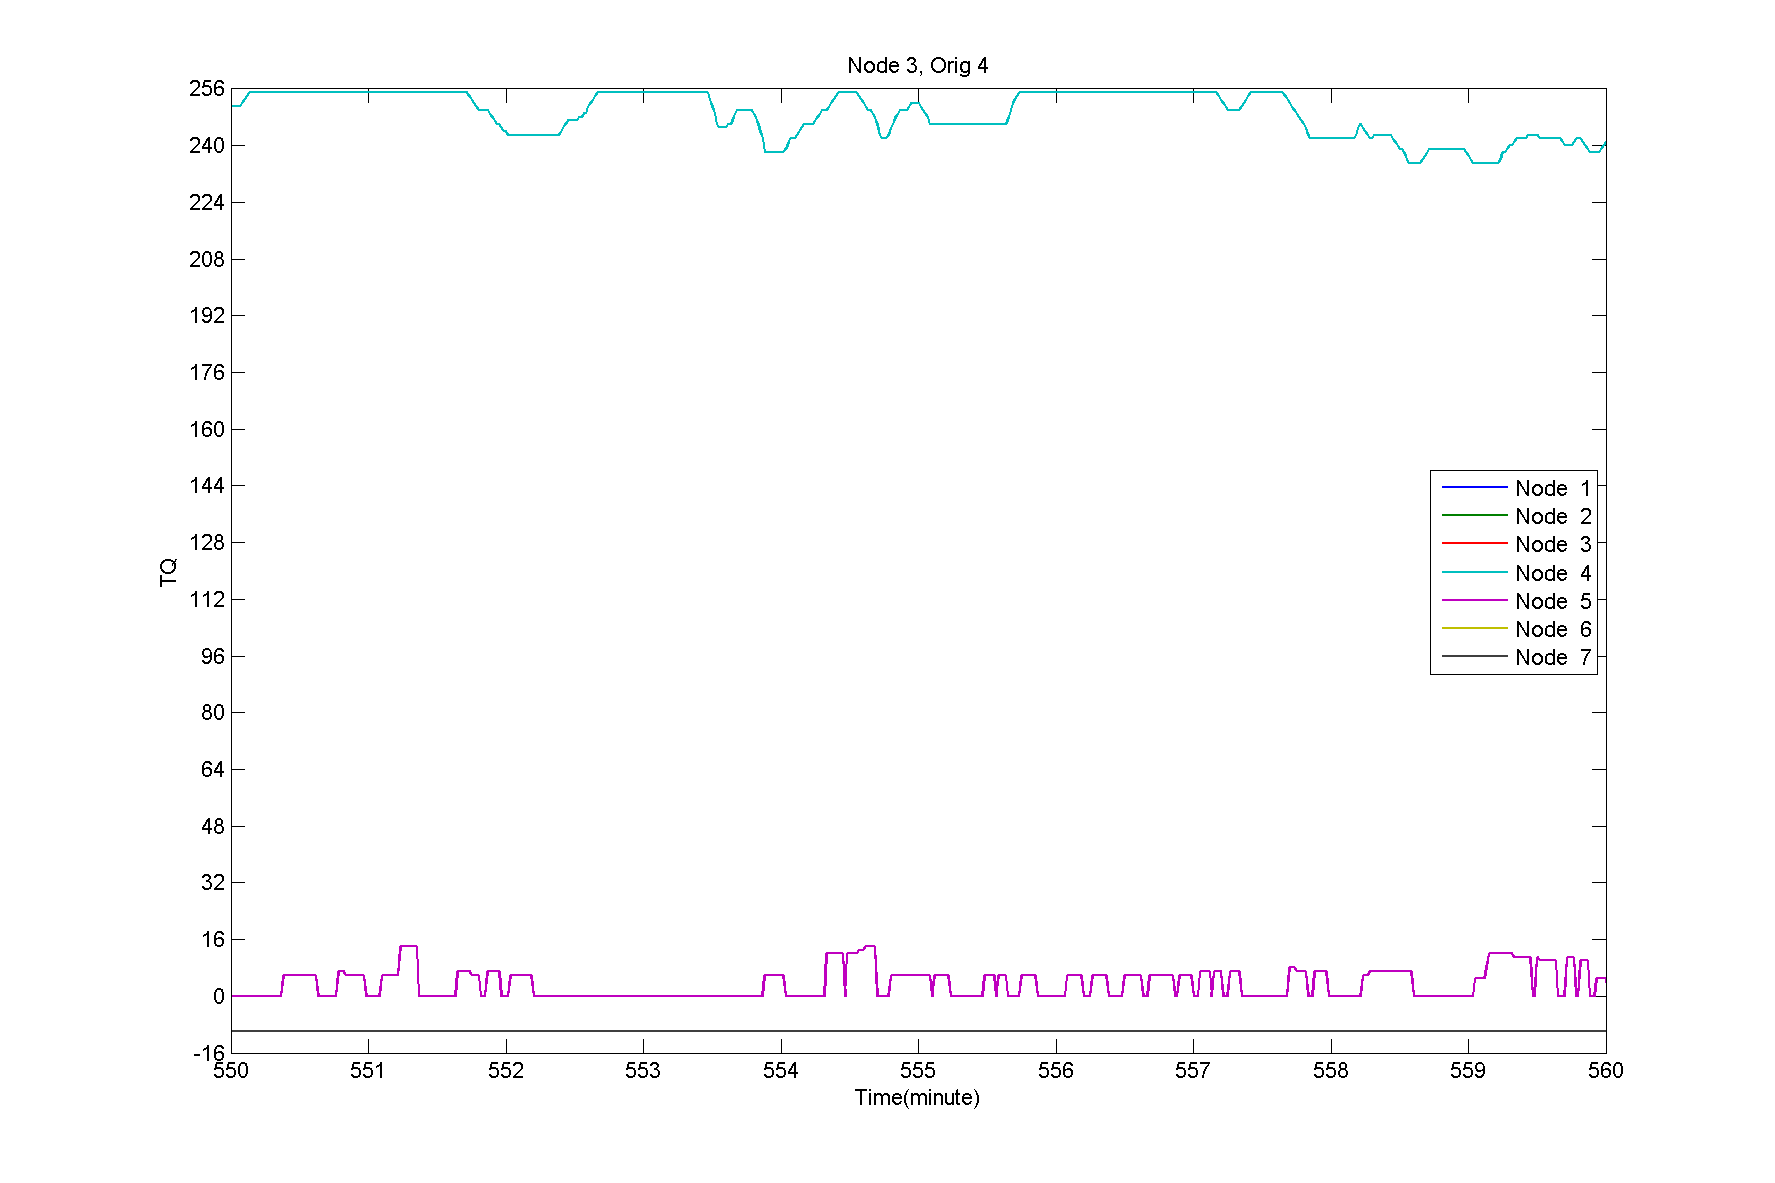 Node 3, Orig 4
256
240
224
208
192
176
160
144
128
112
96
80
64
48
32
16
0
-16
TQ
Node 1
Node 2
Node 3
Node 4
Node 5
Node 6
Node 7
550 551 552 553 554 555 556 557 558 559 560
Time(minute)